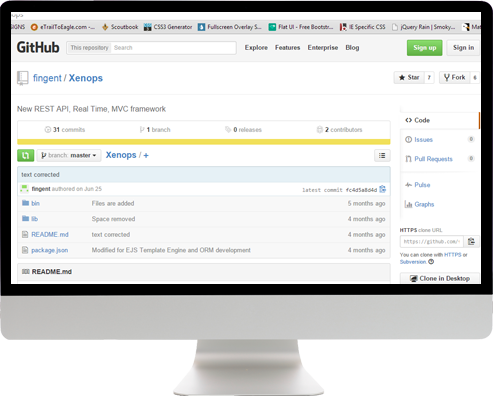 SIGNS eTrailToEagle.com -... Scoutbook CSS3 Generator Fullscreen Overlay S... Flat UI - Free Bootstr... IE Specific CSS jQuery Rain | Smoky...
GitHub This repository Search Explore Features Enterprise Blog Sign up Sign in
fingent / Xenops Star 7 Fork 6
New REST API, Real Time, MVC framework
31 commits 1 branch 0 releases 2 contributors
branch: master Xenops / +
text corrected
fingent authored on Jun 25 latest commit fc4d5a8d4d
bin Files are added 5 months ago
lib Space removed 4 months ago
README.md text corrected 4 months ago
package.json Modified for EJS Template Engine and ORM development 4 months ago
README.md
Code
Issues 0
Pull Requests 0
Pulse
Graphs
HTTPS clone URL
https://github.com/
You can clone with HTTPS or
Subversion.
Clone in Desktop